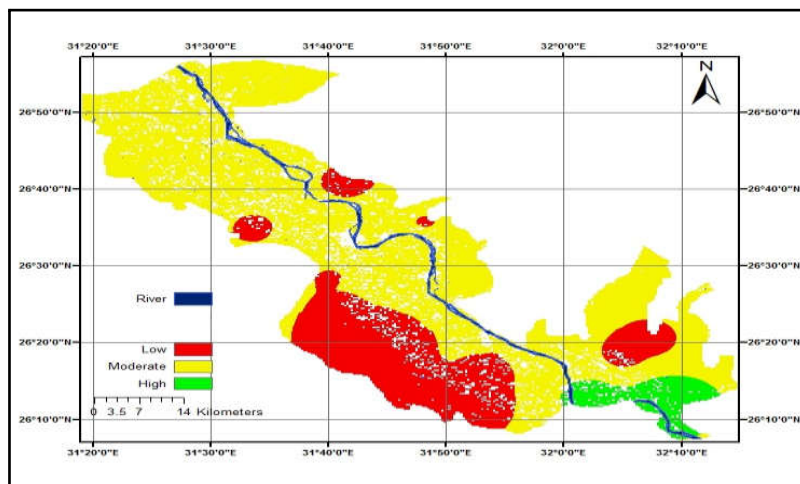 31°20'0"E 31°30'0"E 31°40'0"E 31°50'0"E 32°0'0"E 32°10'0"E
N
26°50'0"N 26°50'0"N
26°40'0"N 26°40'0"N
26°30'0"N 26°30'0"N
River
Low
26°20'0"N 26°20'0"N
Moderate
High
0 3.5 7 14 Kilometers
26°10'0"N 26°10'0"N
31°20'0"E 31°30'0"E 31°40'0"E 31°50'0"E 32°0'0"E 32°10'0"E